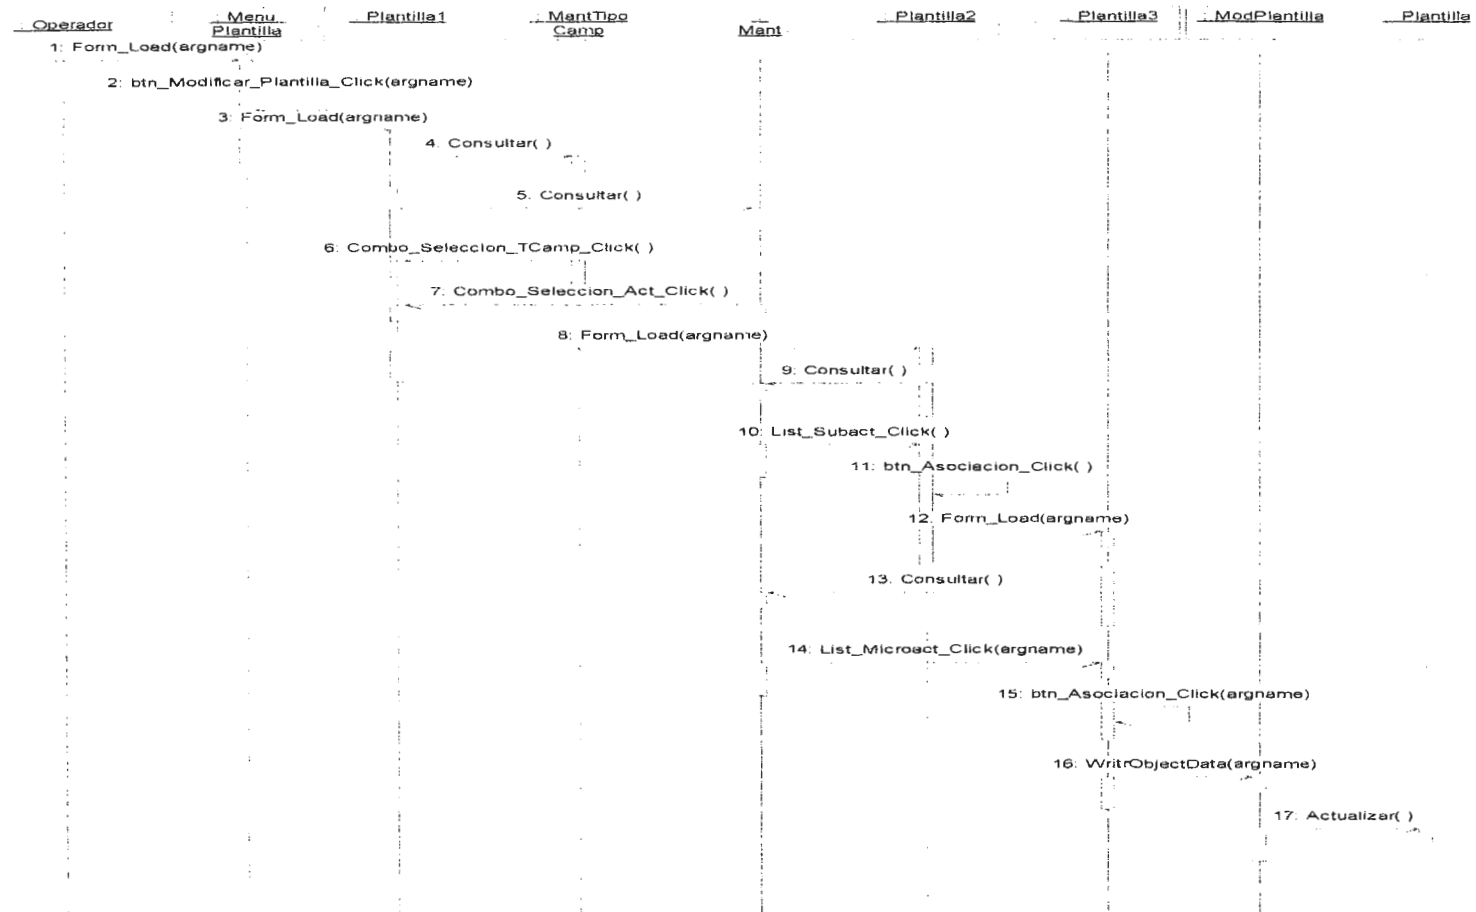 : Operador
: Menu
Plantilla
: Plantilla1
: MantTipo
Camp
:
Mant
: Plantilla2
: Plantilla3
: ModPlantilla
: Plantilla
1: Form_Load(argname)
2: btn_Modificar_Plantilla_Click(argname)
3: Form_Load(argname)
4: Consultar( )
5: Consultar( )
6: Combo_Seleccion_TCamp_Click( )
7: Combo_Seleccion_Act_Click( )
8: Form_Load(argname)
9: Consultar( )
10: List_Subact_Click( )
11: btn_Asociacion_Click( )
12: Form_Load(argname)
13: Consultar( )
14: List_Microact_Click(argname)
15: btn_Asociacion_Click(argname)
16: WritrObjectData(argname)
17: Actualizar( )